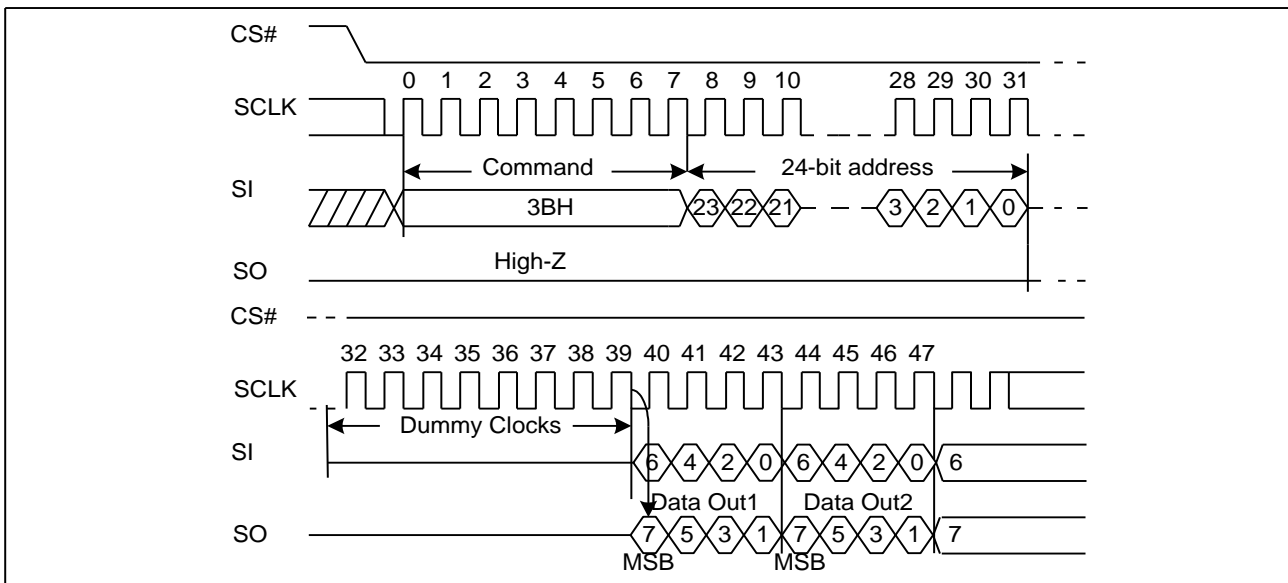 CS#
0 1 2 3 4 5 6 7 8 9 10 28 29 30 31
SCLK
Command 24-bit address
SI
3BH 23 22 21 3 2 1 0
High-Z
SO
CS#
32 33 34 35 36 37 38 39 40 41 42 43 44 45 46 47
SCLK
Dummy Clocks
SI
6 4 2 0 6 4 2 0 6
Data Out1 Data Out2
SO
7 5 3 1 7 5 3 1 7
MSB MSB